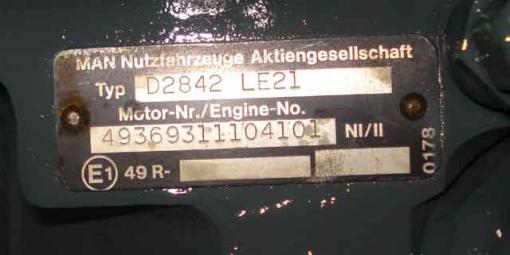 MAN Nutzfahrzeuge Aktiengesellschaft
Typ D2842 LE21
Motor-Nr./Engine-No.
49369311104101 NI/II
E1 49 R-
0178